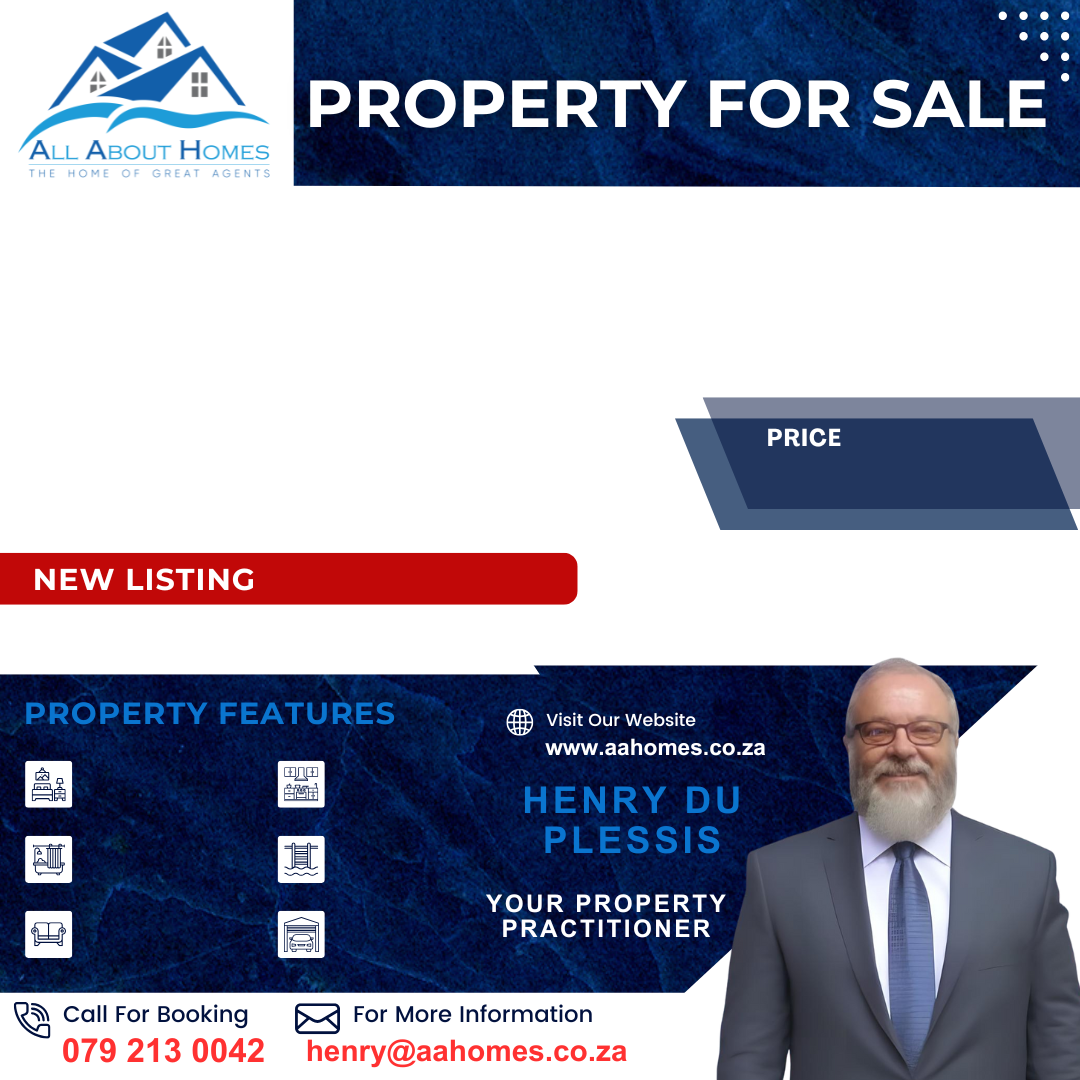 ALL ABOUT HOMES
THE HOME OF GREAT AGENTS
PROPERTY FOR SALE
PRICE
NEW LISTING
PROPERTY FEATURES
Visit Our Website
www.aahomes.co.za
HENRY DU
PLESSIS
YOUR PROPERTY
PRACTITIONER
Call For Booking
079 213 0042
For More Information
henry@aahomes.co.za